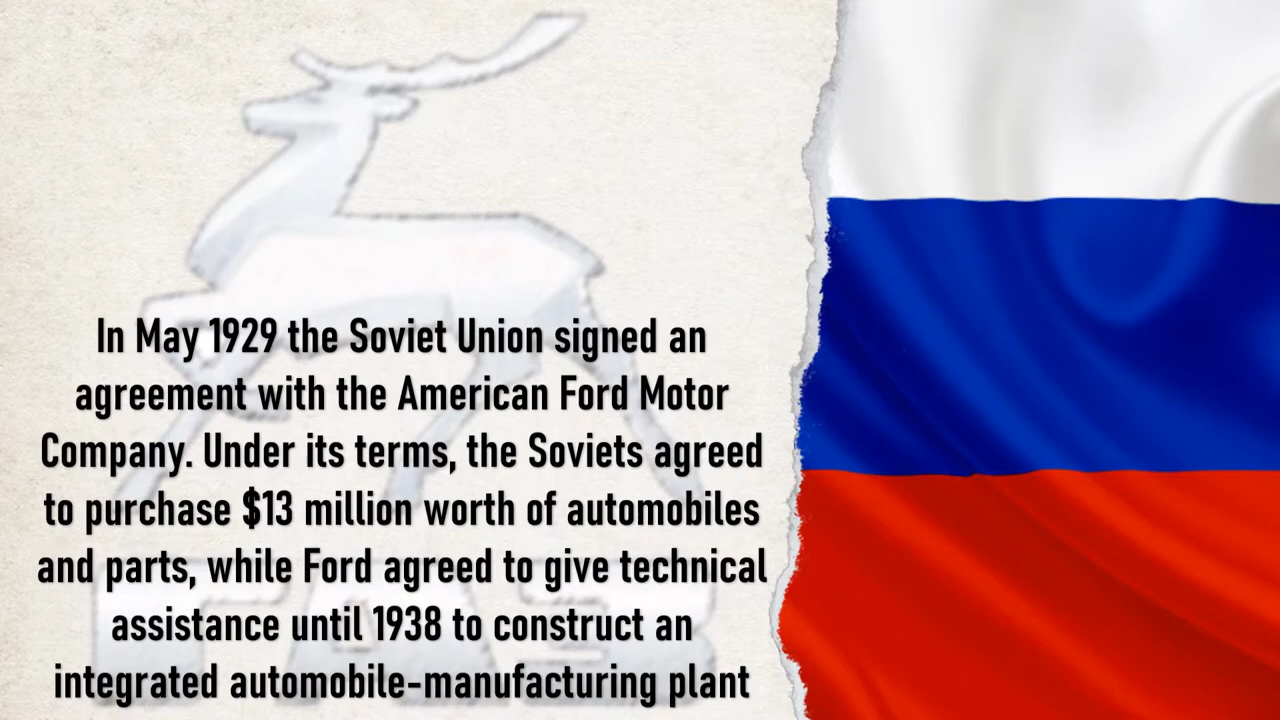 In May 1929 the Soviet Union signed an
agreement with the American Ford Motor
Company. Under its terms, the Soviets agreed
to purchase $13 million worth of automobiles
and parts, while Ford agreed to give technical
assistance until 1938 to construct an
integrated automobile-manufacturing plant
ГАЗ